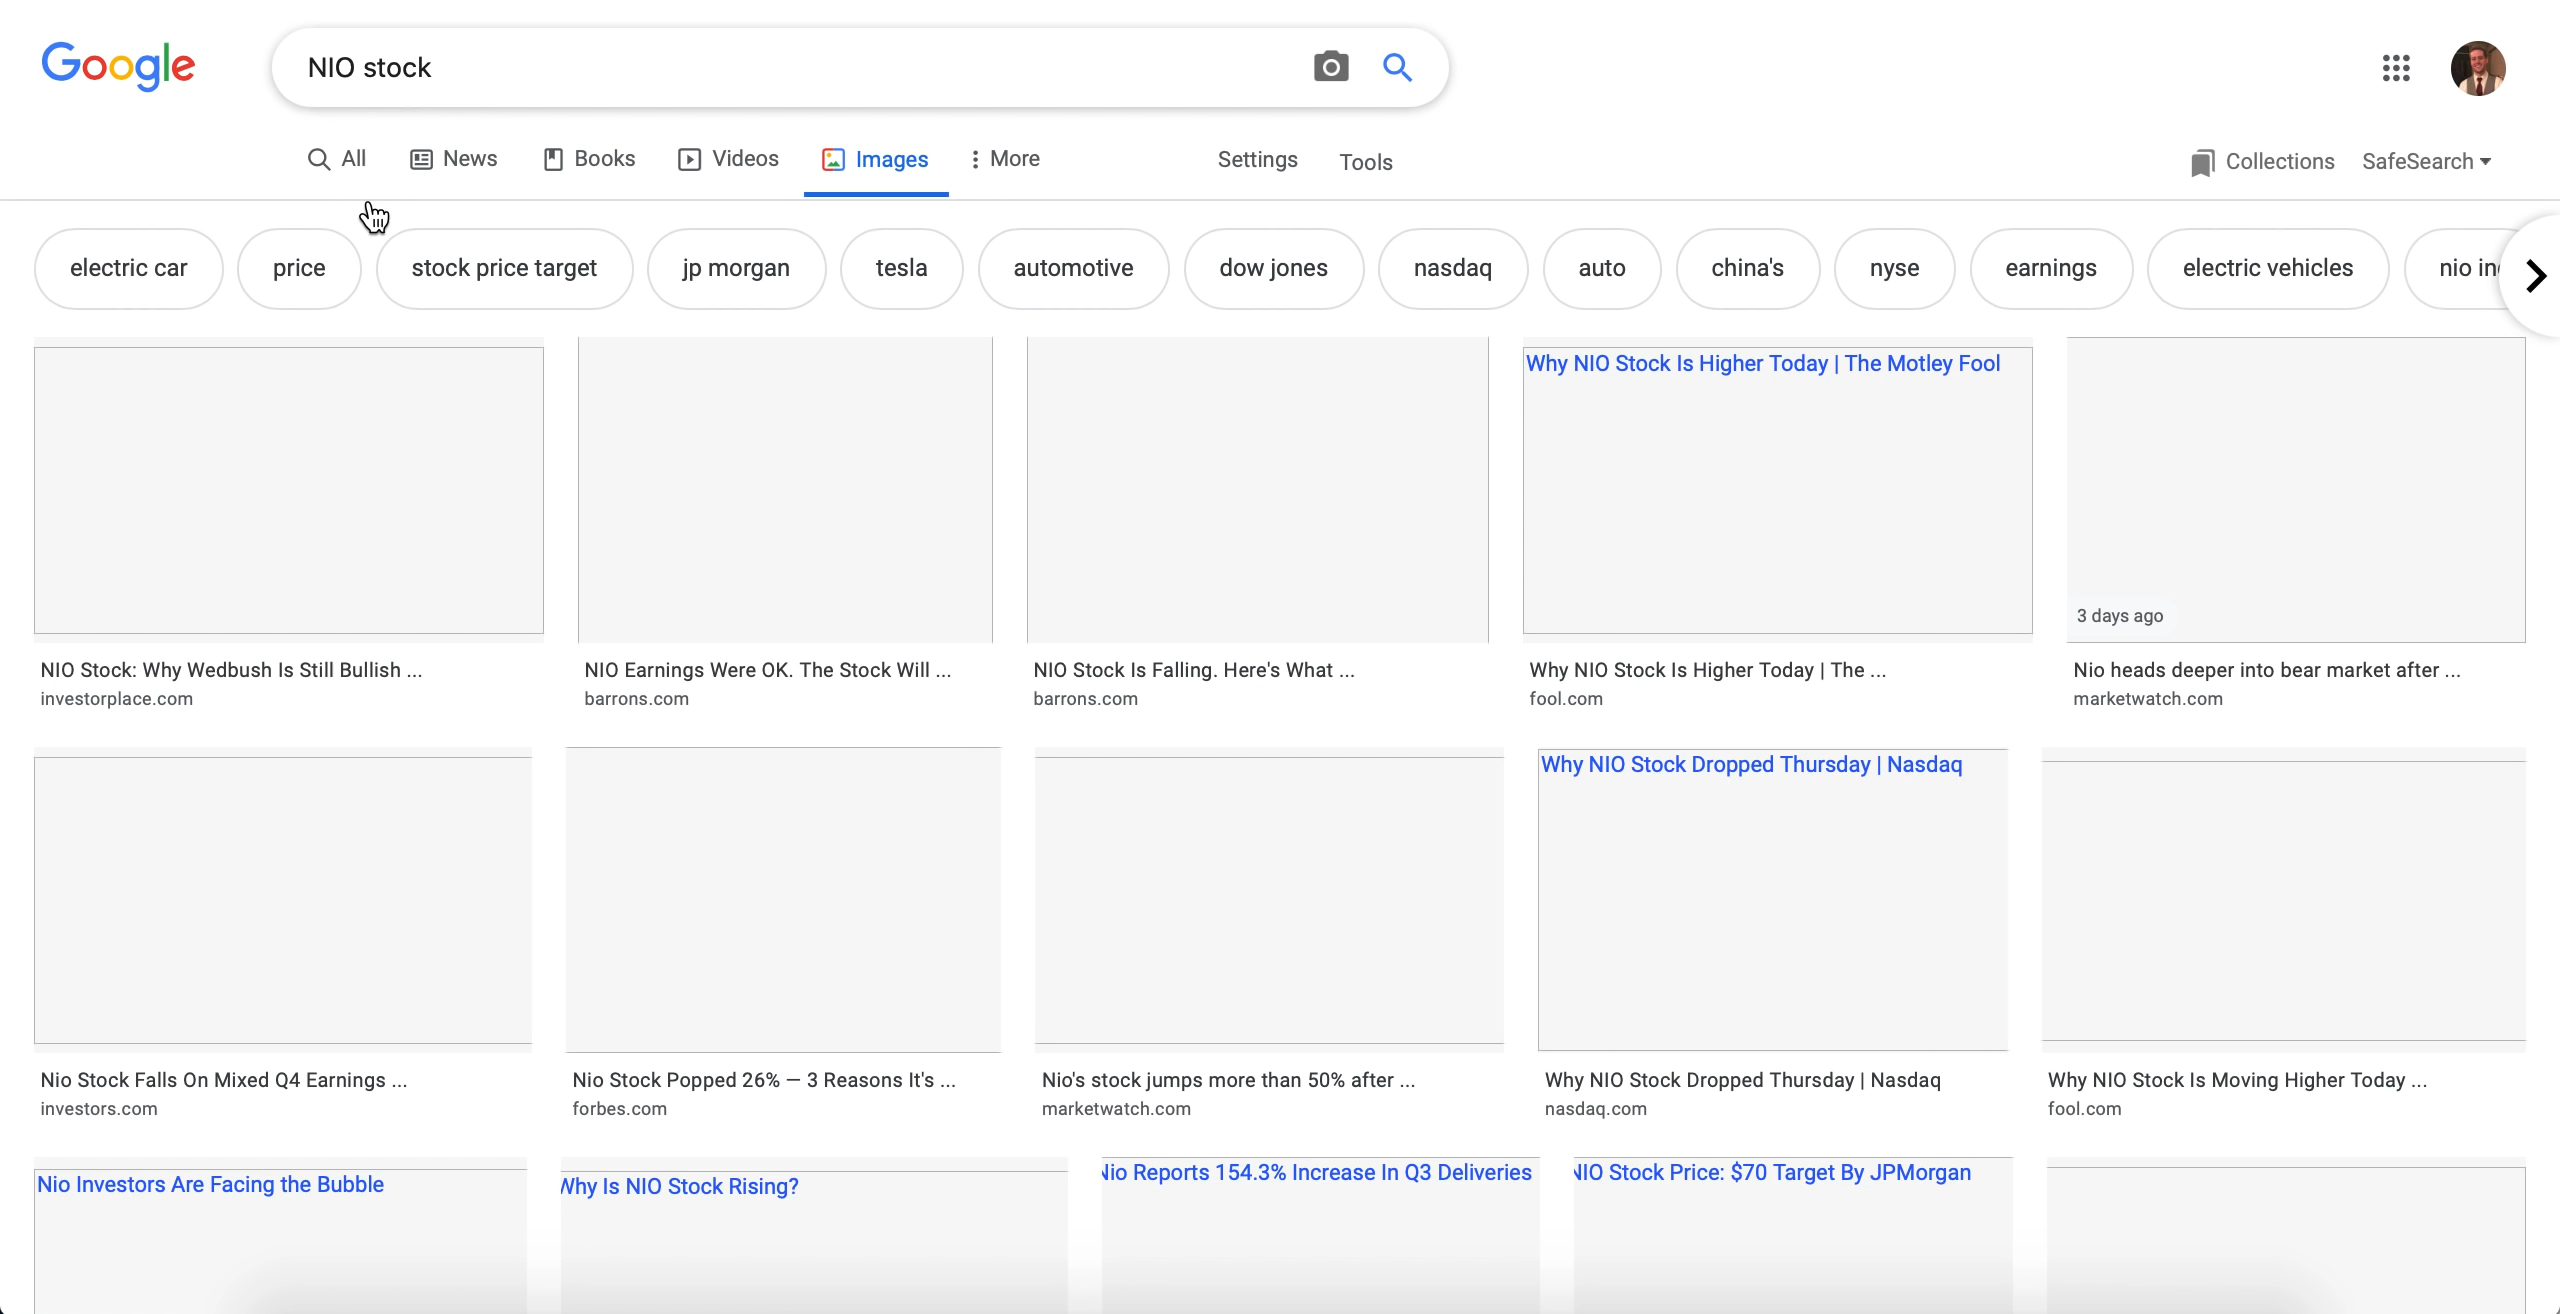 Google
NIO stock
All
News
Books
Videos
Images
More
Settings
Tools
Collections
SafeSearch
electric car
price
stock price target
jp morgan
tesla
automotive
dow jones
nasdaq
auto
china's
nyse
earnings
electric vehicles
nio in
Why NIO Stock Is Higher Today | The Motley Fool
3 days ago
NIO Stock: Why Wedbush Is Still Bullish ...
investorplace.com
NIO Earnings Were OK. The Stock Will ...
barrons.com
NIO Stock Is Falling. Here's What ...
barrons.com
Why NIO Stock Is Higher Today | The ...
fool.com
Nio heads deeper into bear market after ...
marketwatch.com
Why NIO Stock Dropped Thursday | Nasdaq
Nio Stock Falls On Mixed Q4 Earnings ...
investors.com
Nio Stock Popped 26% — 3 Reasons It's ...
forbes.com
Nio's stock jumps more than 50% after ...
marketwatch.com
Why NIO Stock Dropped Thursday | Nasdaq
nasdaq.com
Why NIO Stock Is Moving Higher Today ...
fool.com
Nio Investors Are Facing the Bubble
Why Is NIO Stock Rising?
Nio Reports 154.3% Increase In Q3 Deliveries
NIO Stock Price: $70 Target By JPMorgan